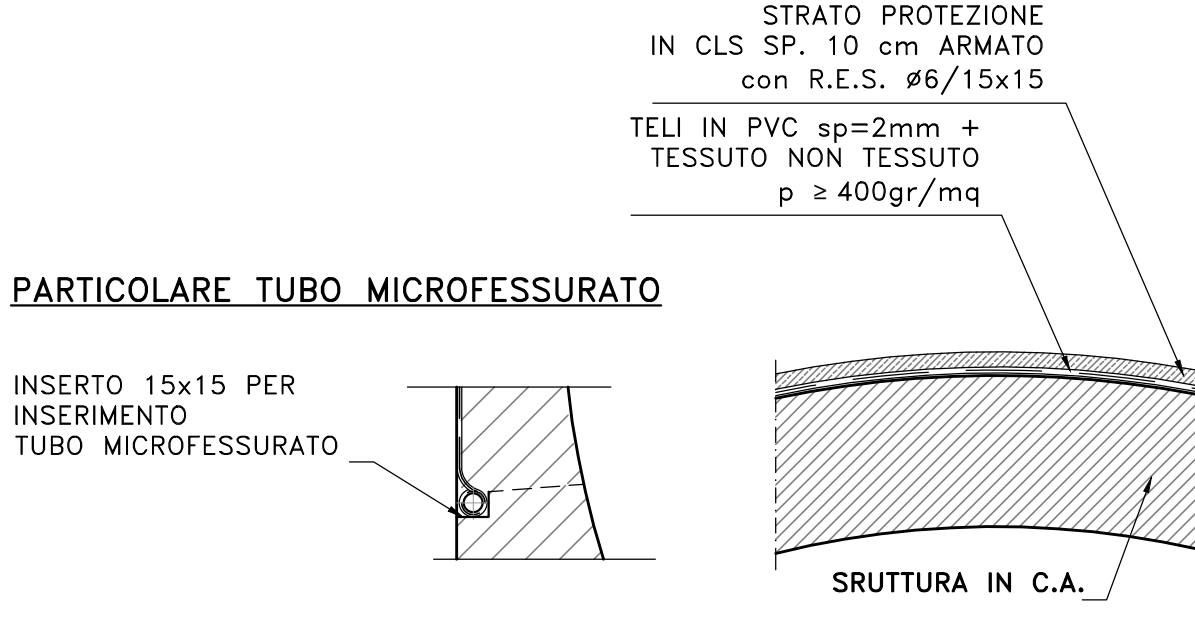 STRATO PROTEZIONE
IN CLS SP. 10 cm ARMATO
con R.E.S. ø6/15x15
TELI IN PVC sp=2mm +
TESSUTO NON TESSUTO
p ≥ 400gr/mq
PARTICOLARE TUBO MICROFESSURATO
INSERTO 15x15 PER
INSERIMENTO
TUBO MICROFESSURATO
SRUTTURA IN C.A.